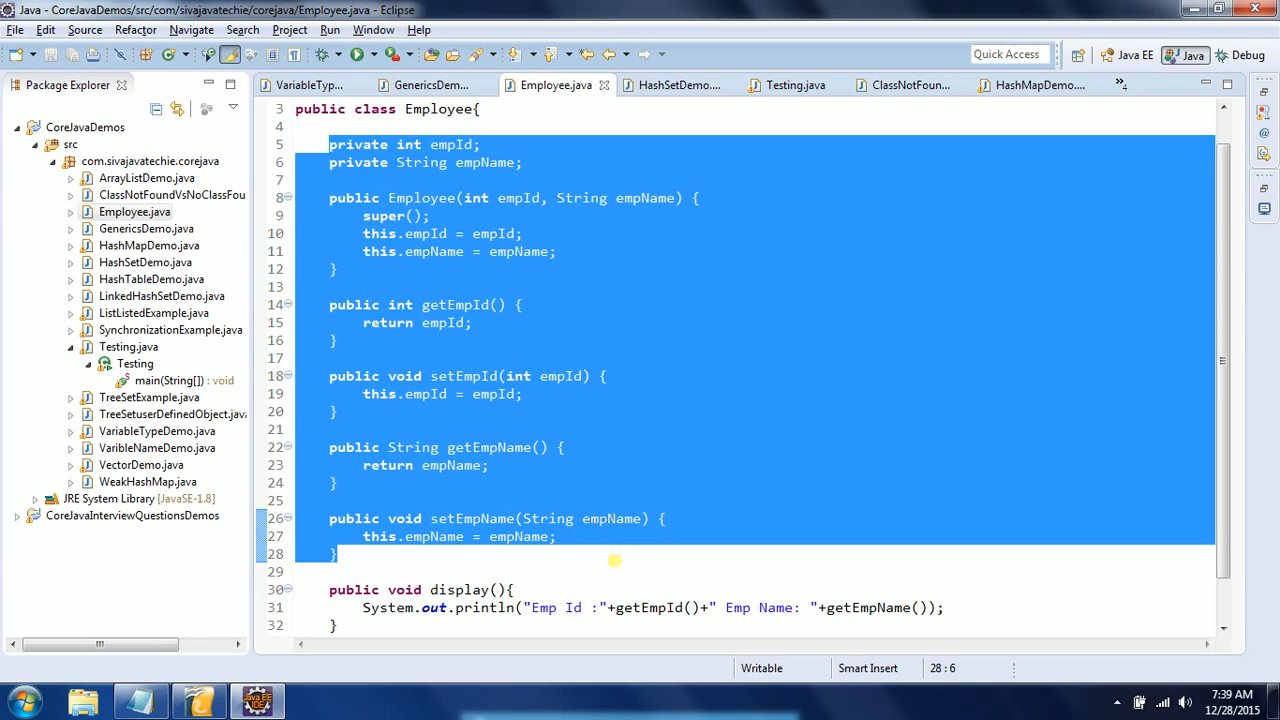 Java - CoreJavaDemos/src/com/sivajavatechie/corejava/Employee.java - Eclipse
File Edit Source Refactor Navigate Search Project Run Window Help
Quick Access Java EE Java Debug
Package Explorer
VariableTyp... GenericsDem... Employee.java HashSetDemo.... Testing.java ClassNotFoun... HashMapDemo.... »4
CoreJavaDemos
src
com.sivajavatechie.corejava
ArrayListDemo.java
ClassNotFoundVsNoClassFou
Employee.java
GenericsDemo.java
HashMapDemo.java
HashSetDemo.java
HashTableDemo.java
LinkedHashSetDemo.java
ListListedExample.java
SynchronizationExample.java
Testing.java
Testing
main(String[]) : void
TreeSetExample.java
TreeSetuserDefinedObject.java
VariableTypeDemo.java
VaribleNameDemo.java
VectorDemo.java
WeakHashMap.java
JRE System Library [JavaSE-1.8]
CoreJavaInterviewQuestionsDemos
3 public class Employee{
4
5 private int empId;
6 private String empName;
7
8 public Employee(int empId, String empName) {
9 super();
10 this.empId = empId;
11 this.empName = empName;
12 }
13
14 public int getEmpId() {
15 return empId;
16 }
17
18 public void setEmpId(int empId) {
19 this.empId = empId;
20 }
21
22 public String getEmpName() {
23 return empName;
24 }
25
26 public void setEmpName(String empName) {
27 this.empName = empName;
28 }
29
30 public void display(){
31 System.out.println("Emp Id :"+getEmpId()+" Emp Name: "+getEmpName());
32 }
Writable Smart Insert 28 : 6
Java EE
IDE
7:39 AM
12/28/2015